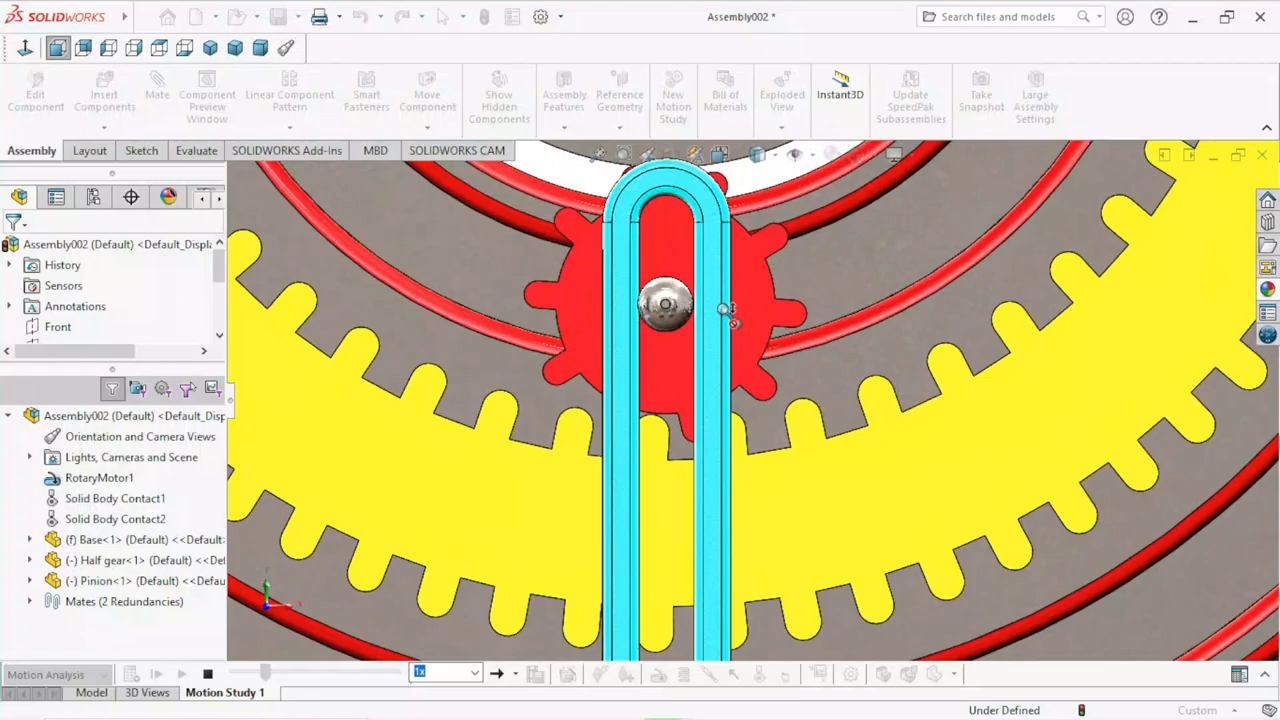 SOLIDWORKS
Assembly002 *
Search files and models
Edit Component
Insert Components
Mate
Component Preview Window
Linear Component Pattern
Smart Fasteners
Move Component
Show Hidden Components
Assembly Features
Reference Geometry
New Motion Study
Bill of Materials
Exploded View
Instant3D
Update SpeedPak Subassemblies
Take Snapshot
Large Assembly Settings
Assembly
Layout
Sketch
Evaluate
SOLIDWORKS Add-Ins
MBD
SOLIDWORKS CAM
Assembly002 (Default) <Default_Display
History
Sensors
Annotations
Front
Assembly002 (Default) <Default_Disp
Orientation and Camera Views
Lights, Cameras and Scene
RotaryMotor1
Solid Body Contact1
Solid Body Contact2
(f) Base<1> (Default) <<Default>
(-) Half gear<1> (Default) <<De
(-) Pinion<1> (Default) <<Defau
Mates (2 Redundancies)
Motion Analysis
1x
Model
3D Views
Motion Study 1
Under Defined
Custom